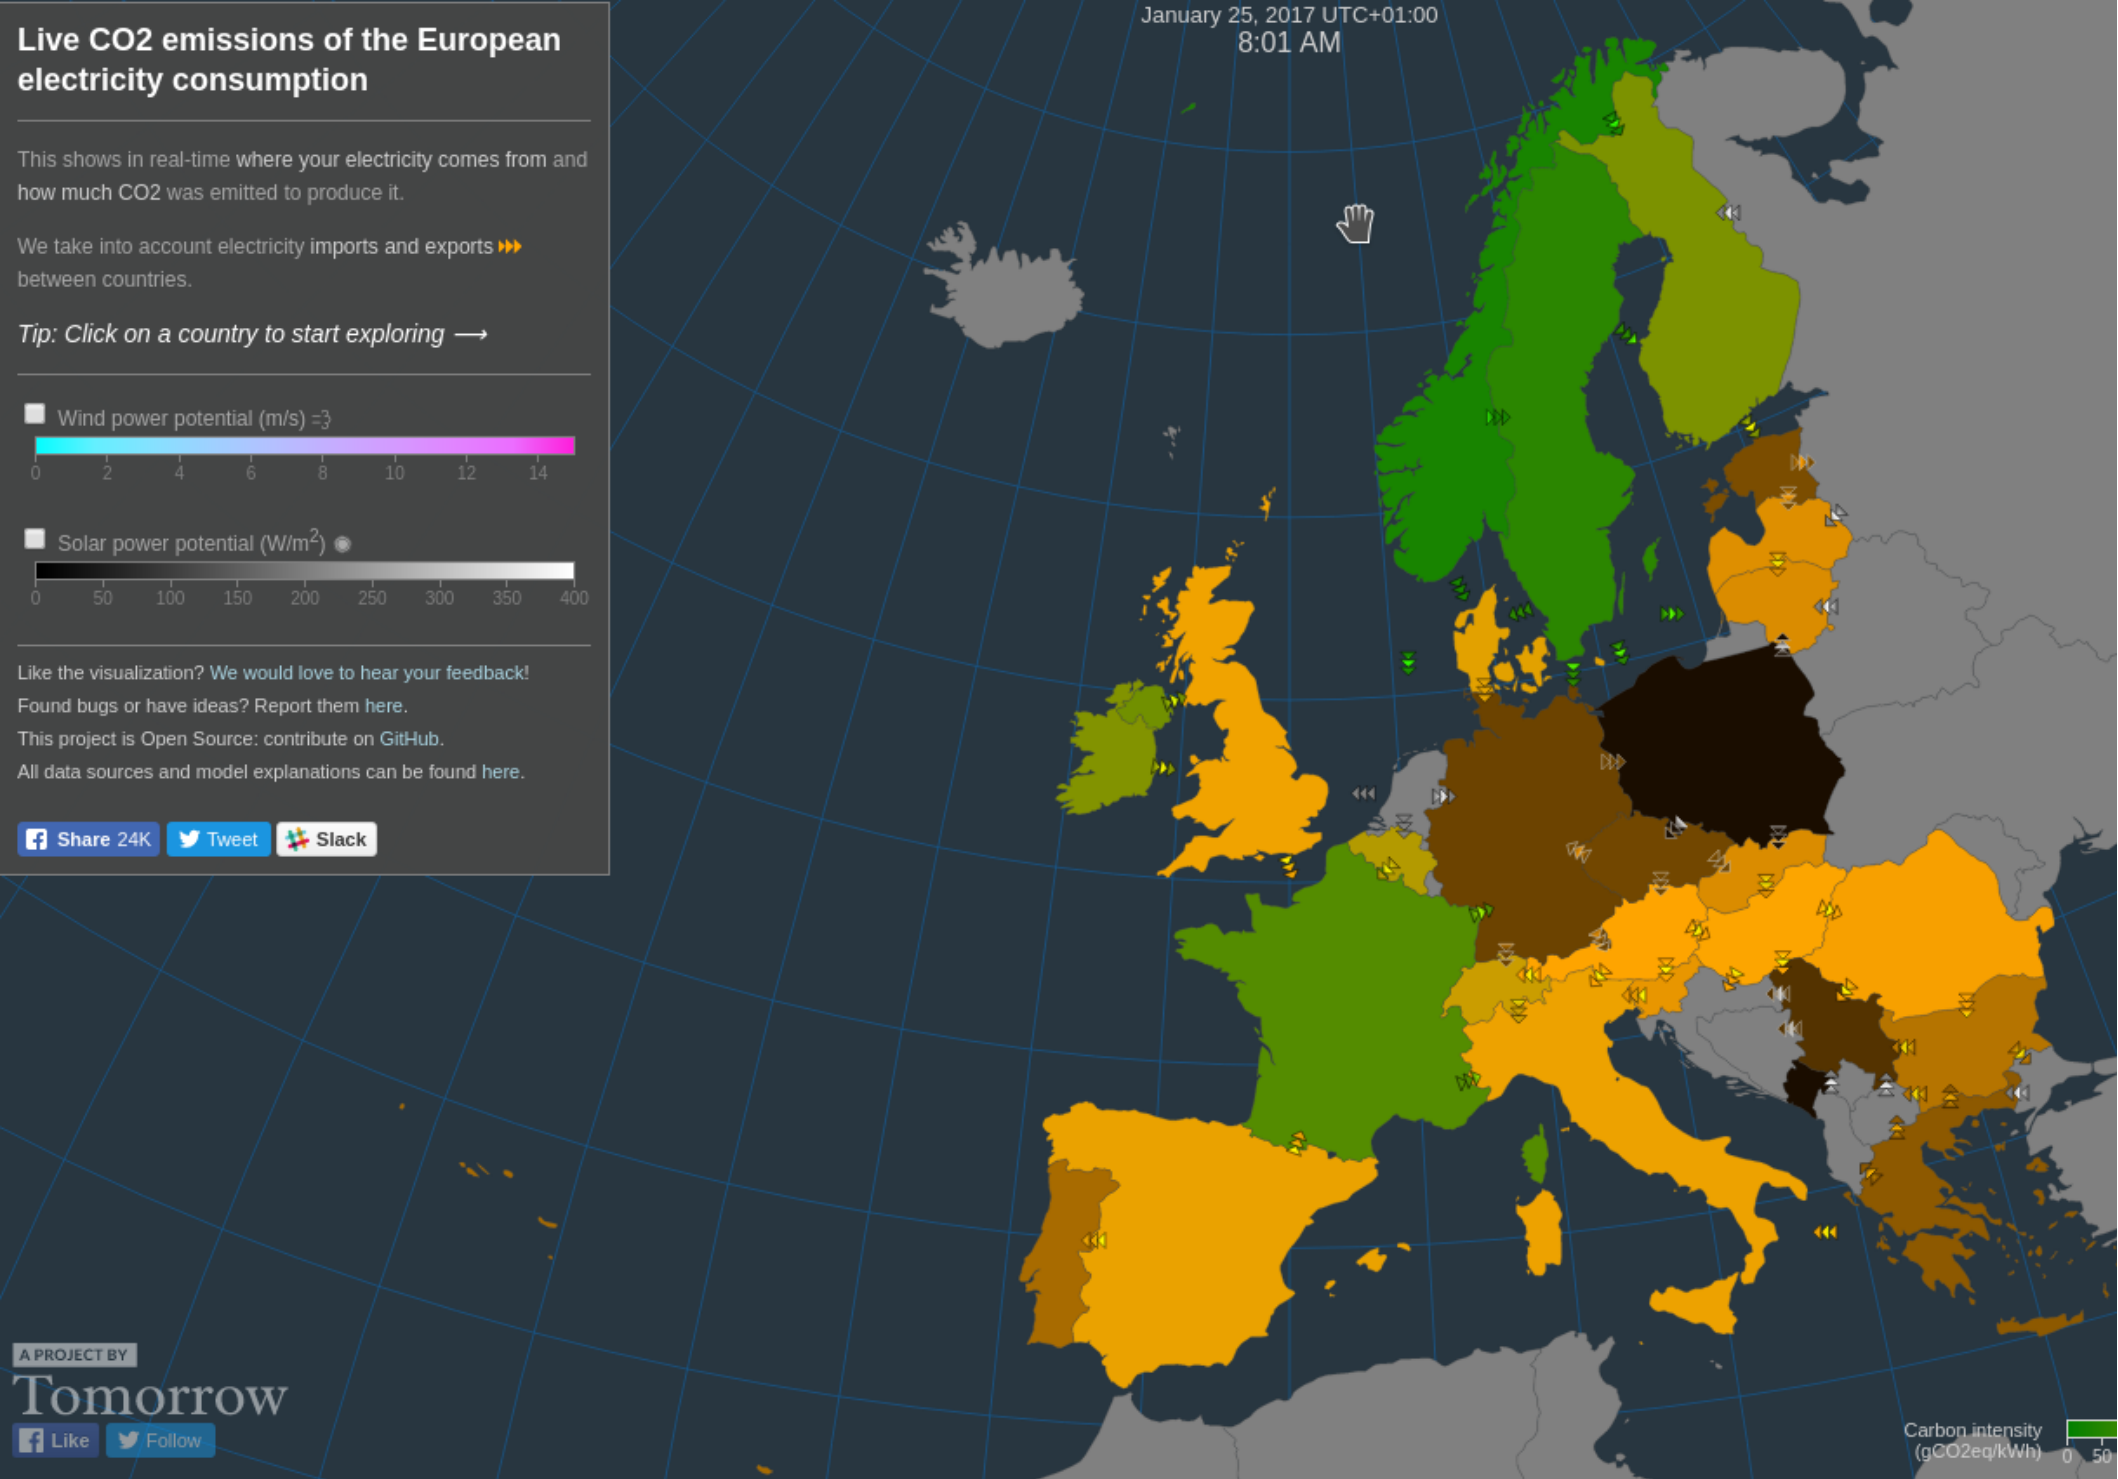 January 25, 2017 UTC+01:00
8:01 AM
Live CO2 emissions of the European
electricity consumption
This shows in real-time where your electricity comes from and
how much CO2 was emitted to produce it.
We take into account electricity imports and exports
between countries.
Tip: Click on a country to start exploring ⟶
Wind power potential (m/s)
0 2 4 6 8 10 12 14
Solar power potential (W/m2)
0 50 100 150 200 250 300 350 400
Like the visualization? We would love to hear your feedback!
Found bugs or have ideas? Report them here.
This project is Open Source: contribute on GitHub.
All data sources and model explanations can be found here.
Share 24K Tweet Slack
A PROJECT BY
Tomorrow
Like Follow
Carbon intensity
(gCO2eq/kWh)
0 50